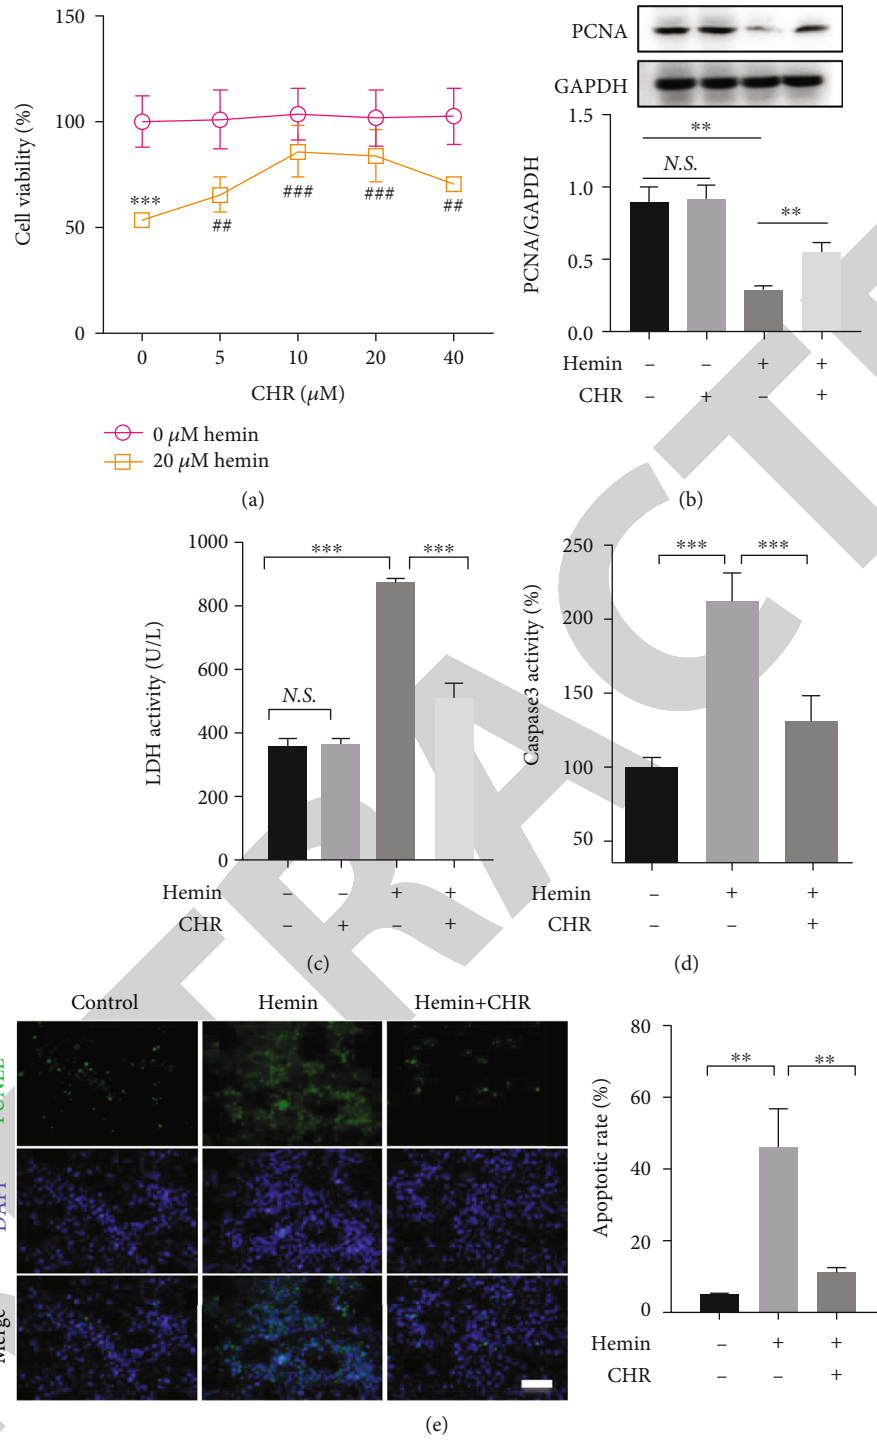 150
100
50
0
Cell viability (%)
***
##
###
###
##
0 5 10 20 40
CHR (μM)
0 μM hemin
20 μM hemin
(a)
PCNA
GAPDH
1.5
1.0
0.5
0.0
PCNA/GAPDH
**
N.S.
**
Hemin – – + +
CHR – + – +
(b)
1000
800
600
400
200
0
LDH activity (U/L)
*** ***
N.S.
Hemin – – + +
CHR – + – +
(c)
250
200
150
100
50
Caspase3 activity (%)
*** ***
Hemin – + +
CHR – – +
(d)
Control Hemin Hemin+CHR
TUNEL
DAPI
Merge
80
60
40
20
0
Apoptotic rate (%)
** **
Hemin – + +
CHR – – +
(e)